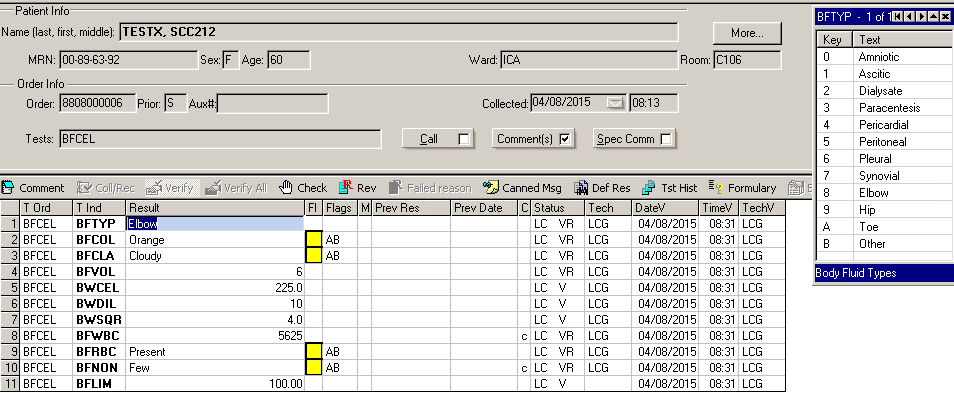 Patient Info
Name (last, first, middle): TESTX, SCC212 More...
MRN: 00-89-63-92 Sex: F Age: 60 Ward: ICA Room: C106
Order Info
Order: 8808000006 Prior: S Aux#: Collected: 04/08/2015 08:13
Tests: BFCEL Call Comment(s) Spec Comm
Comment Coll/Rec Verify Verify All Check Rev Failed reason Canned Msg Def Res Tst Hist Formulary E
T Ord T Ind Result Fl Flags M Prev Res Prev Date C Status Tech DateV TimeV TechV
1 BFCEL BFTYP Elbow LC VR LCG 04/08/2015 08:31 LCG
2 BFCEL BFCOL Orange AB LC VR LCG 04/08/2015 08:31 LCG
3 BFCEL BFCLA Cloudy AB LC VR LCG 04/08/2015 08:31 LCG
4 BFCEL BFVOL 6 LC VR LCG 04/08/2015 08:31 LCG
5 BFCEL BWCEL 225.0 LC V LCG 04/08/2015 08:31 LCG
6 BFCEL BWDIL 10 LC V LCG 04/08/2015 08:31 LCG
7 BFCEL BWSQR 4.0 LC V LCG 04/08/2015 08:31 LCG
8 BFCEL BFWBC 5625 c LC VR LCG 04/08/2015 08:31 LCG
9 BFCEL BFRBC Present AB LC VR LCG 04/08/2015 08:31 LCG
10 BFCEL BFNON Few AB c LC VR LCG 04/08/2015 08:31 LCG
11 BFCEL BFLIM 100.00 LC V 04/08/2015 08:31 LCG
BFTYP - 1 of 1
Key Text
0 Amniotic
1 Ascitic
2 Dialysate
3 Paracentesis
4 Pericardial
5 Peritoneal
6 Pleural
7 Synovial
8 Elbow
9 Hip
A Toe
B Other
Body Fluid Types